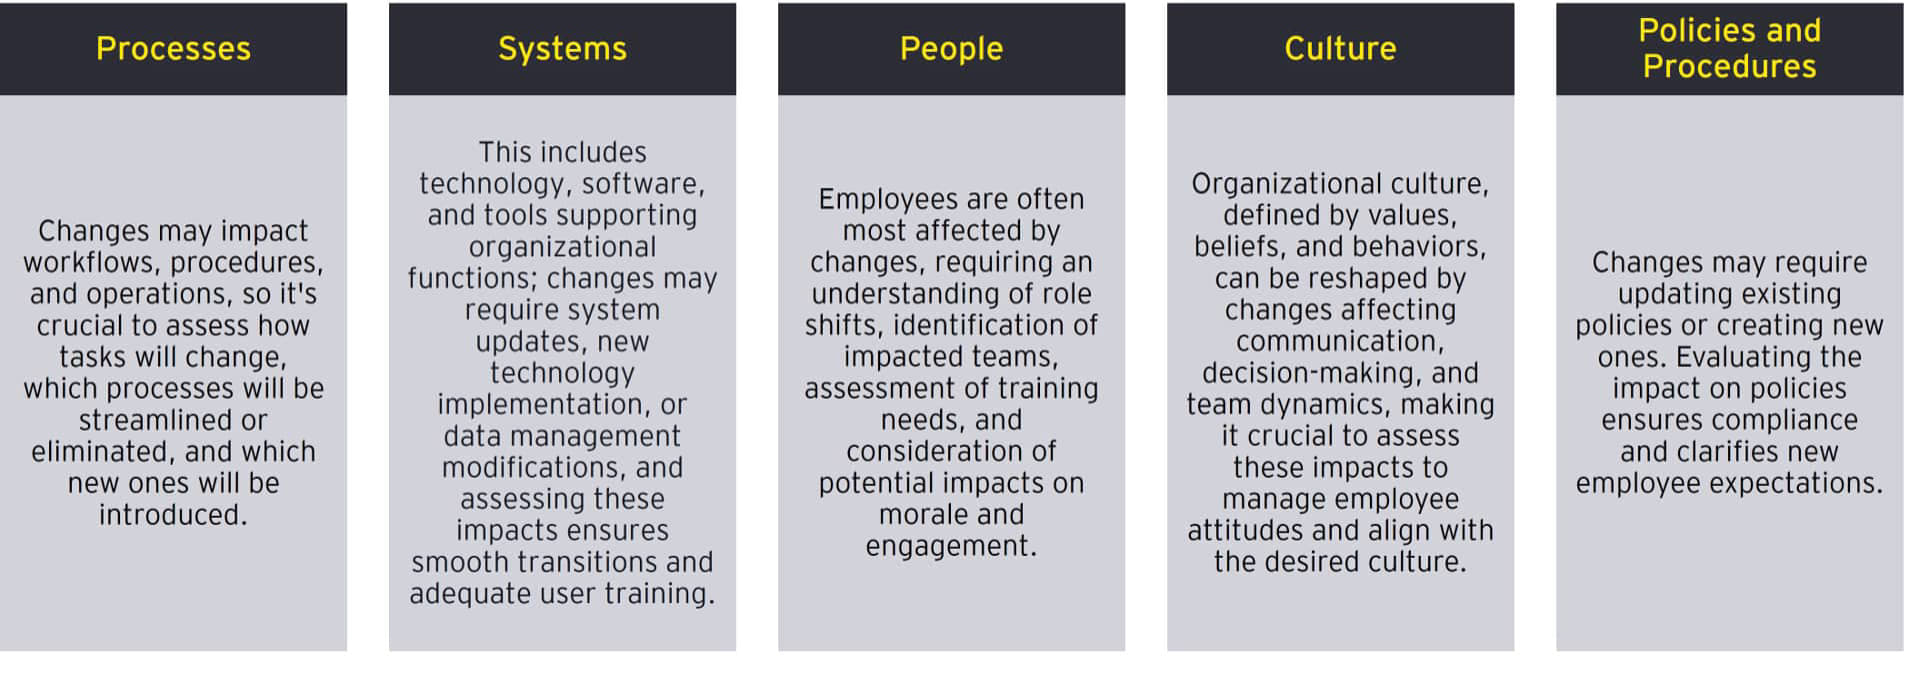 Processes
Changes may impact
workflows, procedures,
and operations, so it's
crucial to assess how
tasks will change,
which processes will be
streamlined or
eliminated, and which
new ones will be
introduced.
Systems
This includes
technology, software,
and tools supporting
organizational
functions; changes may
require system
updates, new
technology
implementation, or
data management
modifications, and
assessing these
impacts ensures
smooth transitions and
adequate user training.
People
Employees are often
most affected by
changes, requiring an
understanding of role
shifts, identification of
impacted teams,
assessment of training
needs, and
consideration of
potential impacts on
morale and
engagement.
Culture
Organizational culture,
defined by values,
beliefs, and behaviors,
can be reshaped by
changes affecting
communication,
decision-making, and
team dynamics, making
it crucial to assess
these impacts to
manage employee
attitudes and align with
the desired culture.
Policies and
Procedures
Changes may require
updating existing
policies or creating new
ones. Evaluating the
impact on policies
ensures compliance
and clarifies new
employee expectations.